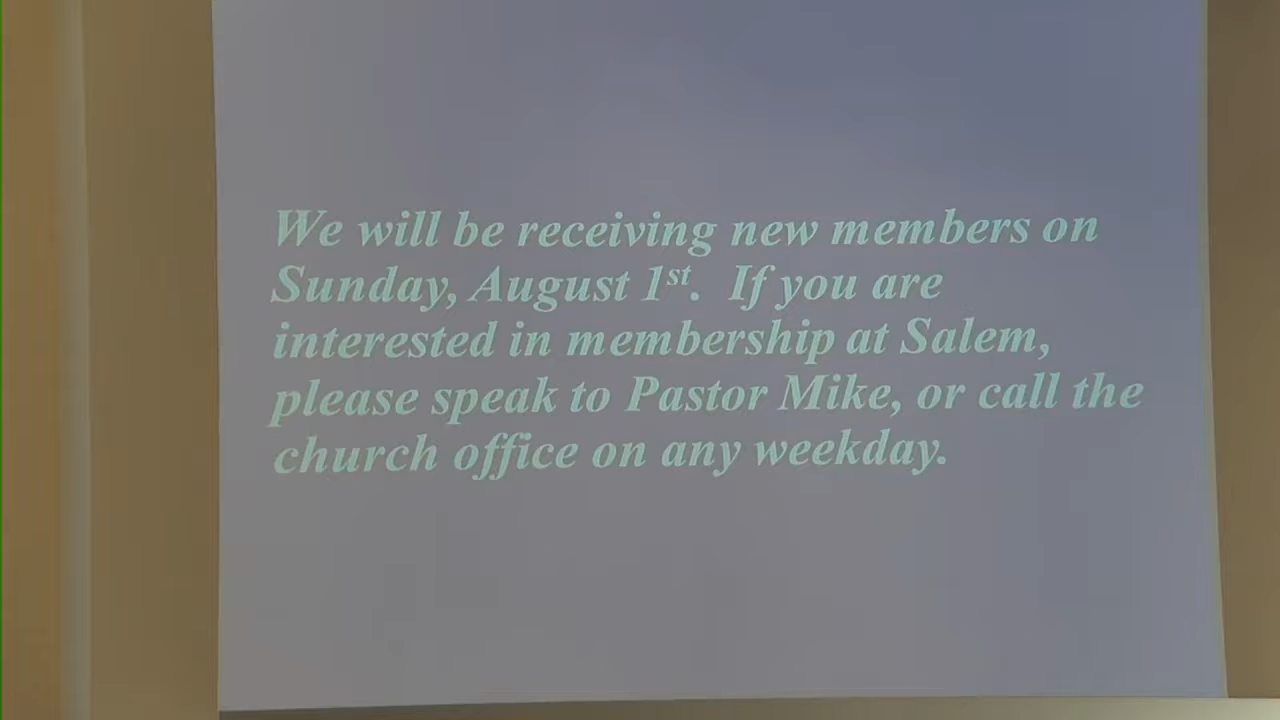 We will be receiving new members on
Sunday, August 1st. If you are
interested in membership at Salem,
please speak to Pastor Mike, or call the
church office on any weekday.